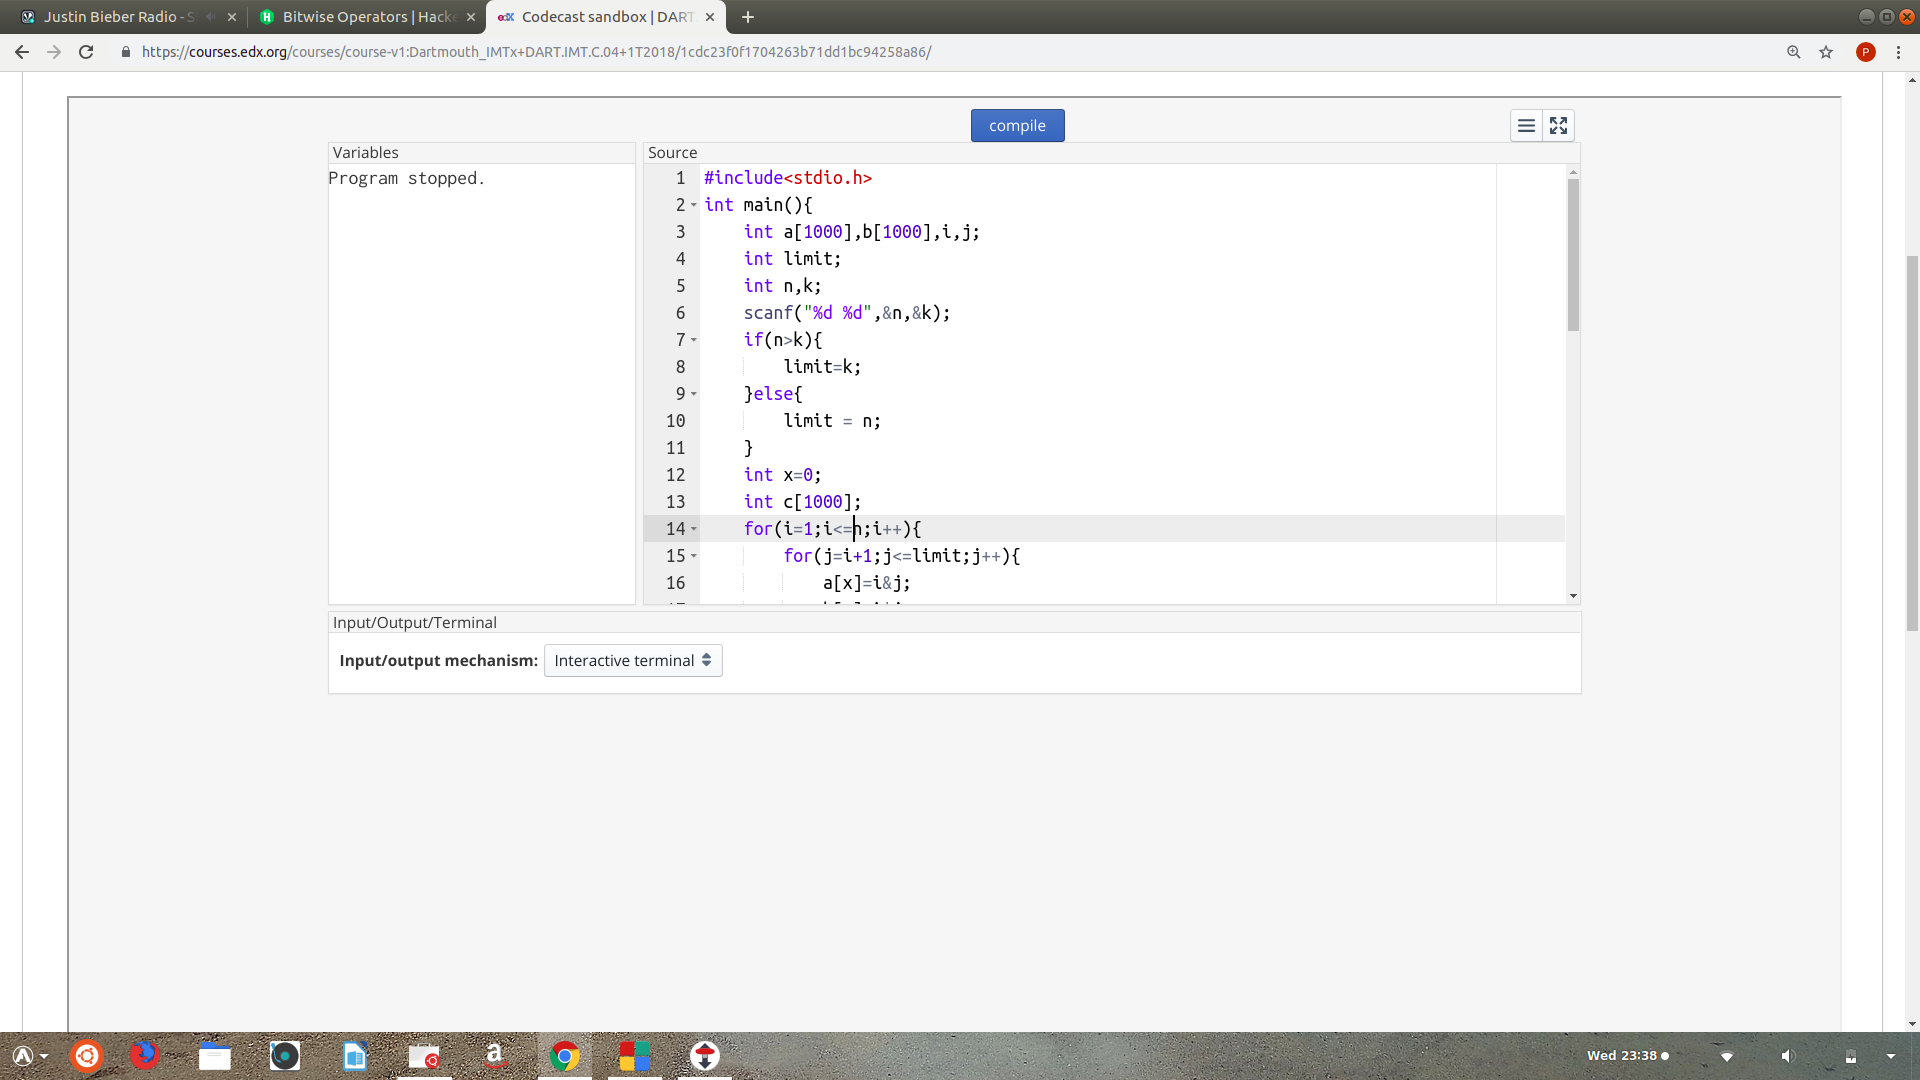 Justin Bieber Radio - S
Bitwise Operators | Hacke
edX Codecast sandbox | DART
https://courses.edx.org/courses/course-v1:Dartmouth_IMTx+DART.IMT.C.04+1T2018/1cdc23f0f1704263b71dd1bc94258a86/
P
compile
Variables
Program stopped.
Source
1 #include<stdio.h>
2 int main(){
3 int a[1000],b[1000],i,j;
4 int limit;
5 int n,k;
6 scanf("%d %d",&n,&k);
7 if(n>k){
8 limit=k;
9 }else{
10 limit = n;
11 }
12 int x=0;
13 int c[1000];
14 for(i=1;i<=n;i++){
15 for(j=i+1;j<=limit;j++){
16 a[x]=i&j;
Input/Output/Terminal
Input/output mechanism: Interactive terminal
Wed 23:38